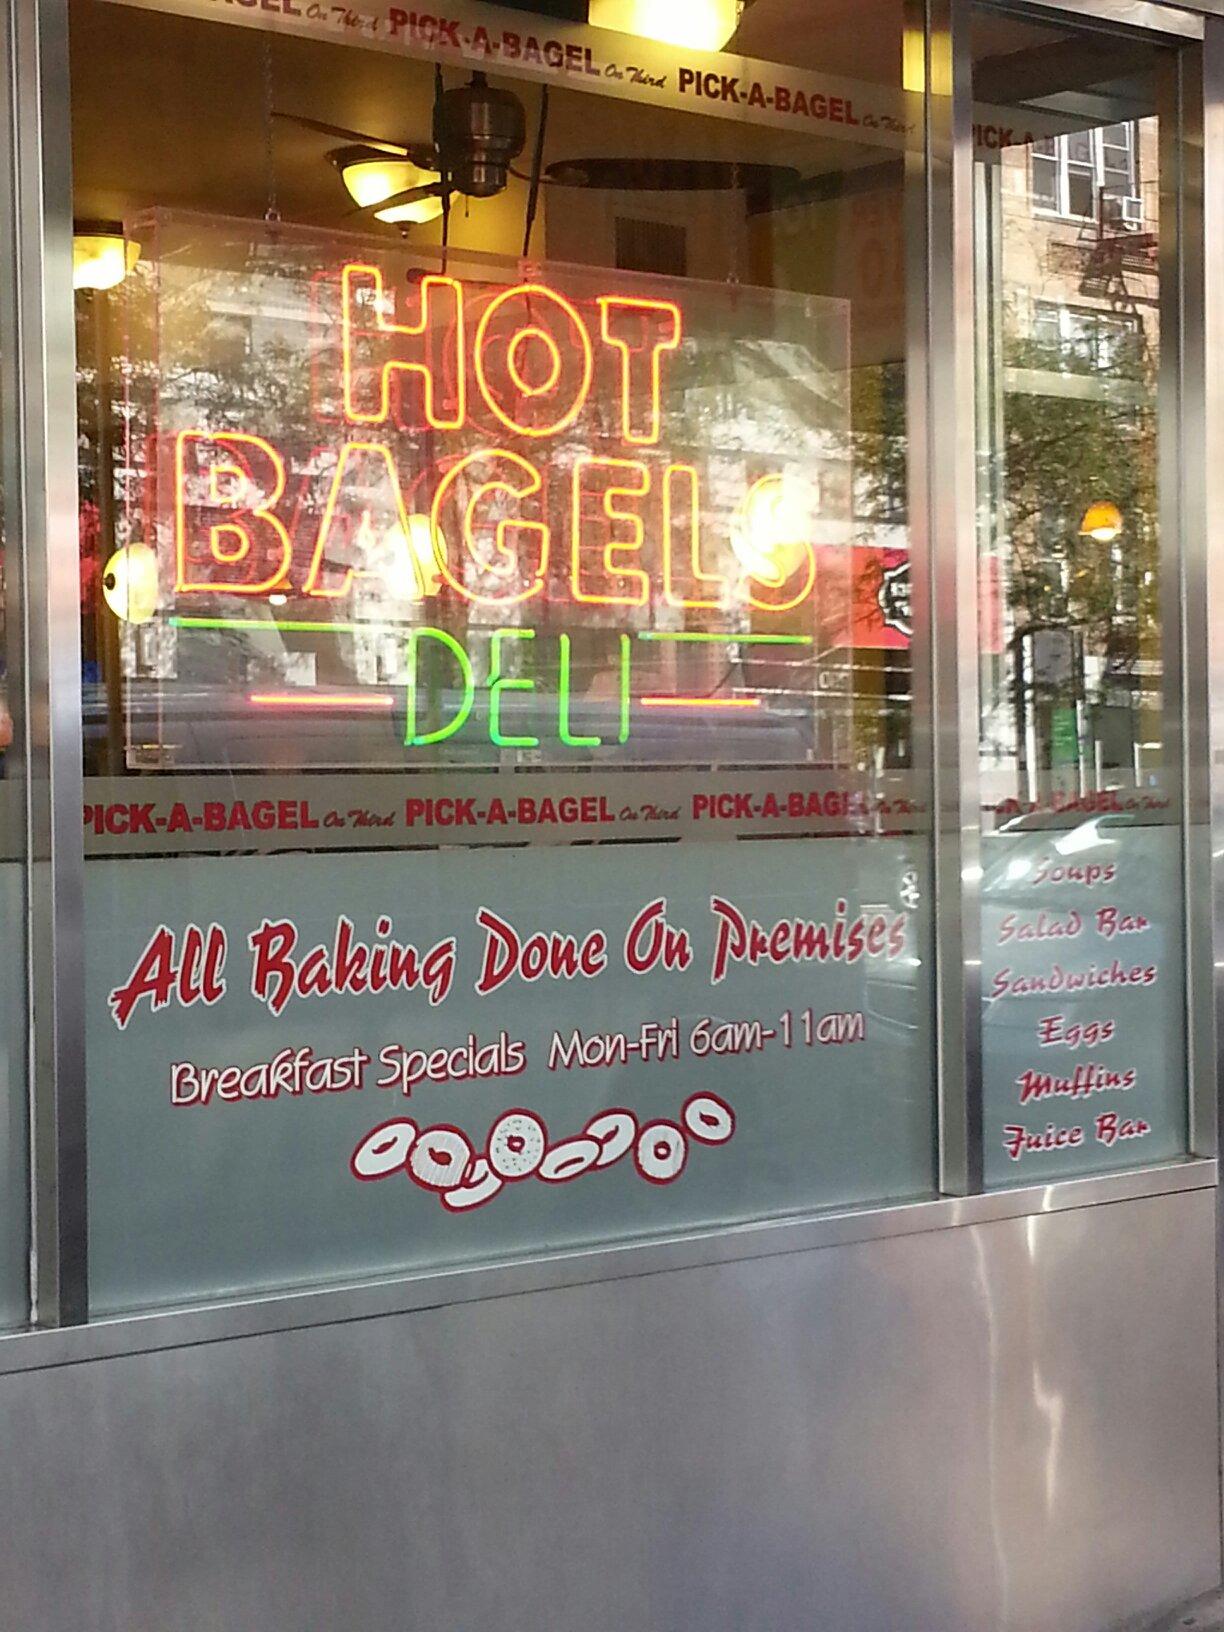 BAGEL On Third PICK-A-BAGEL On Third PICK-A-BAGEL On Third
HOT
BAGELS
DELI
PICK-A-BAGEL On Third PICK-A-BAGEL On Third PICK-A-BAGEL On Third
All Baking Done On Premises
Breakfast Specials Mon-Fri 6am-11am
Soups
Salad Bar
Sandwiches
Eggs
Muffins
Juice Bar